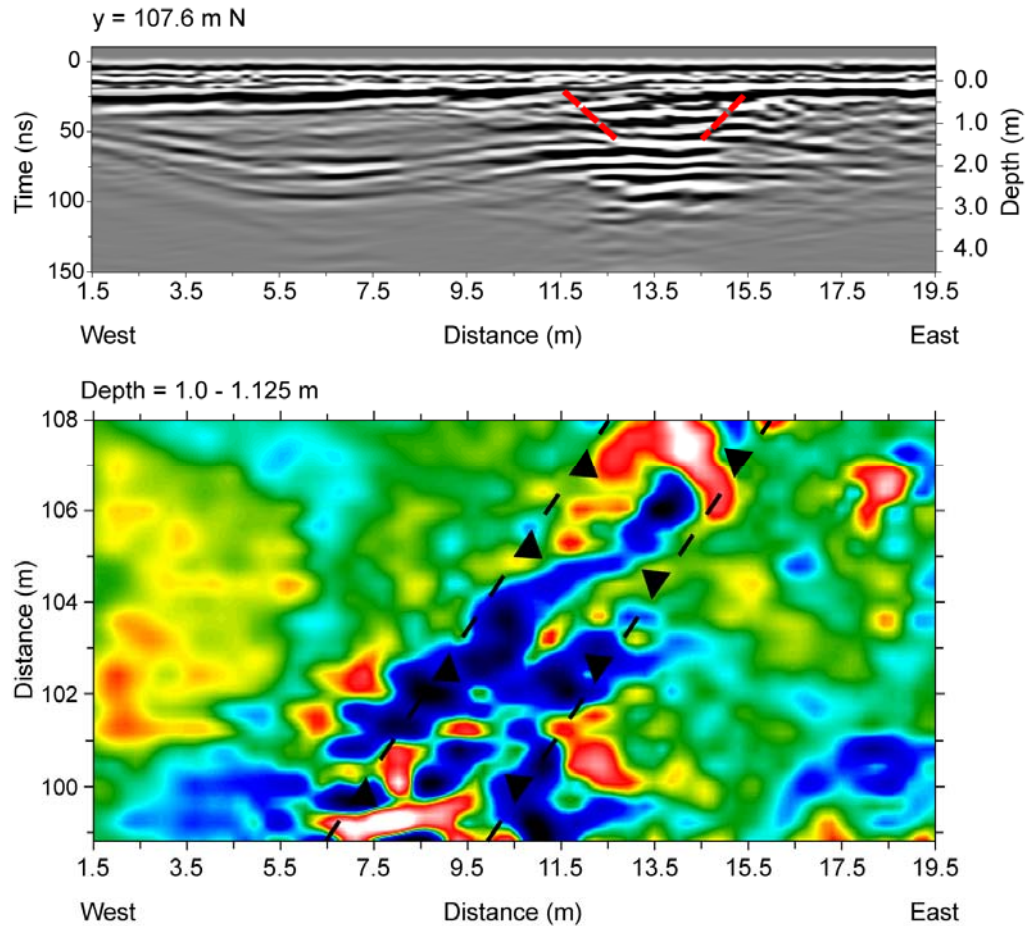 y = 107.6 m N
0
50
100
150
Time (ns)
0.0
1.0
2.0
3.0
4.0
Depth (m)
1.5 3.5 5.5 7.5 9.5 11.5 13.5 15.5 17.5 19.5
West Distance (m) East
Depth = 1.0 - 1.125 m
108
106
104
102
100
Distance (m)
1.5 3.5 5.5 7.5 9.5 11.5 13.5 15.5 17.5 19.5
West Distance (m) East